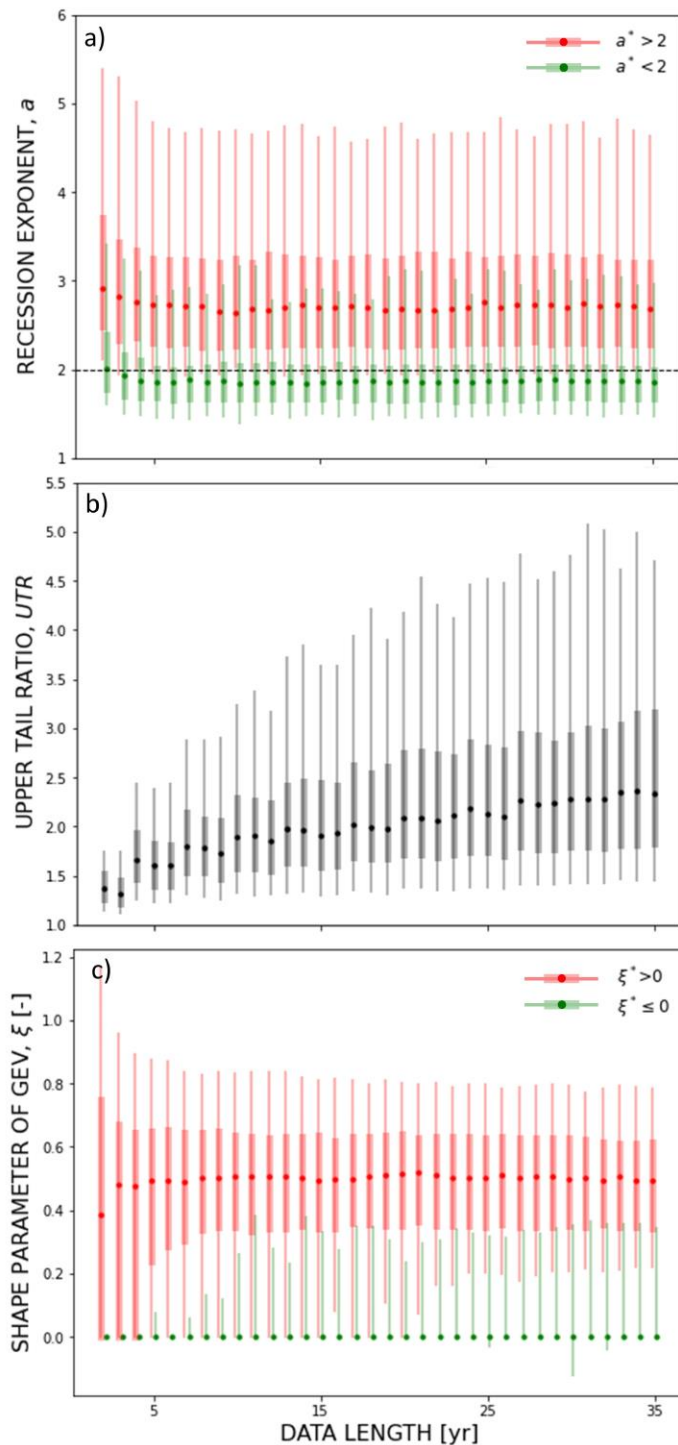 a)
6
5
4
3
2
1
RECESSION EXPONENT, a
a* > 2
a* < 2
b)
5.5
5.0
4.5
4.0
3.5
3.0
2.5
2.0
1.5
1.0
UPPER TAIL RATIO, UTR
c)
1.2
1.0
0.8
0.6
0.4
0.2
0.0
SHAPE PARAMETER OF GEV, ξ [-]
ξ*>0
ξ* ≤ 0
5 15 25 35
DATA LENGTH [yr]